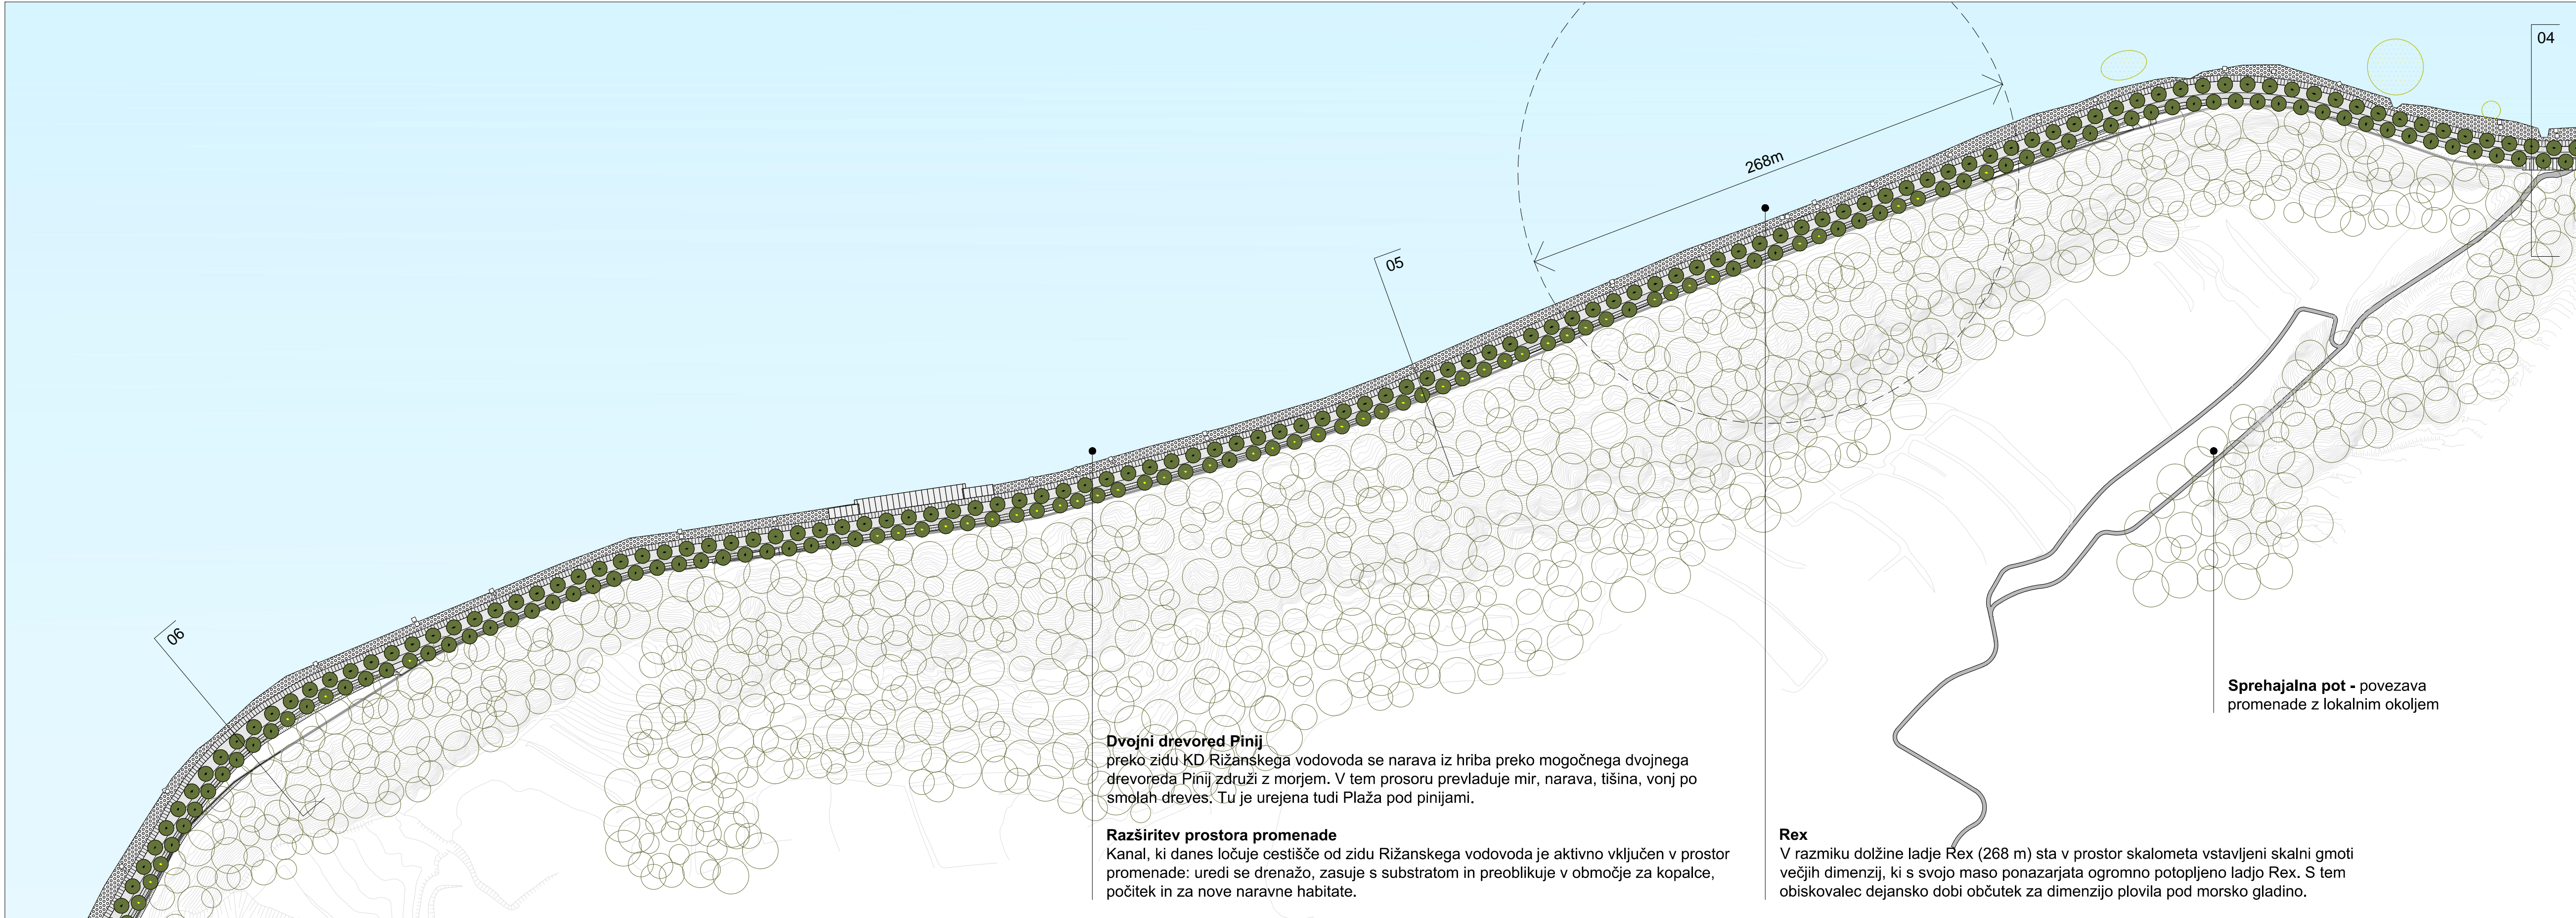 04
268m
05
06
Sprehajalna pot - povezava
promenade z lokalnim okoljem
Dvojni drevored Pinij
preko zidu KD Rižanskega vodovoda se narava iz hriba preko mogočnega dvojnega
drevoreda Pinij združi z morjem. V tem prosoru prevladuje mir, narava, tišina, vonj po
smolah dreves. Tu je urejena tudi Plaža pod pinijami.
Razširitev prostora promenade
Kanal, ki danes ločuje cestišče od zidu Rižanskega vodovoda je aktivno vključen v prostor
promenade: uredi se drenažo, zasuje s substratom in preoblikuje v območje za kopalce,
počitek in za nove naravne habitate.
Rex
V razmiku dolžine ladje Rex (268 m) sta v prostor skalometa vstavljeni skalni gmoti
večjih dimenzij, ki s svojo maso ponazarjata ogromno potopljeno ladjo Rex. S tem
obiskovalec dejansko dobi občutek za dimenzijo plovila pod morsko gladino.